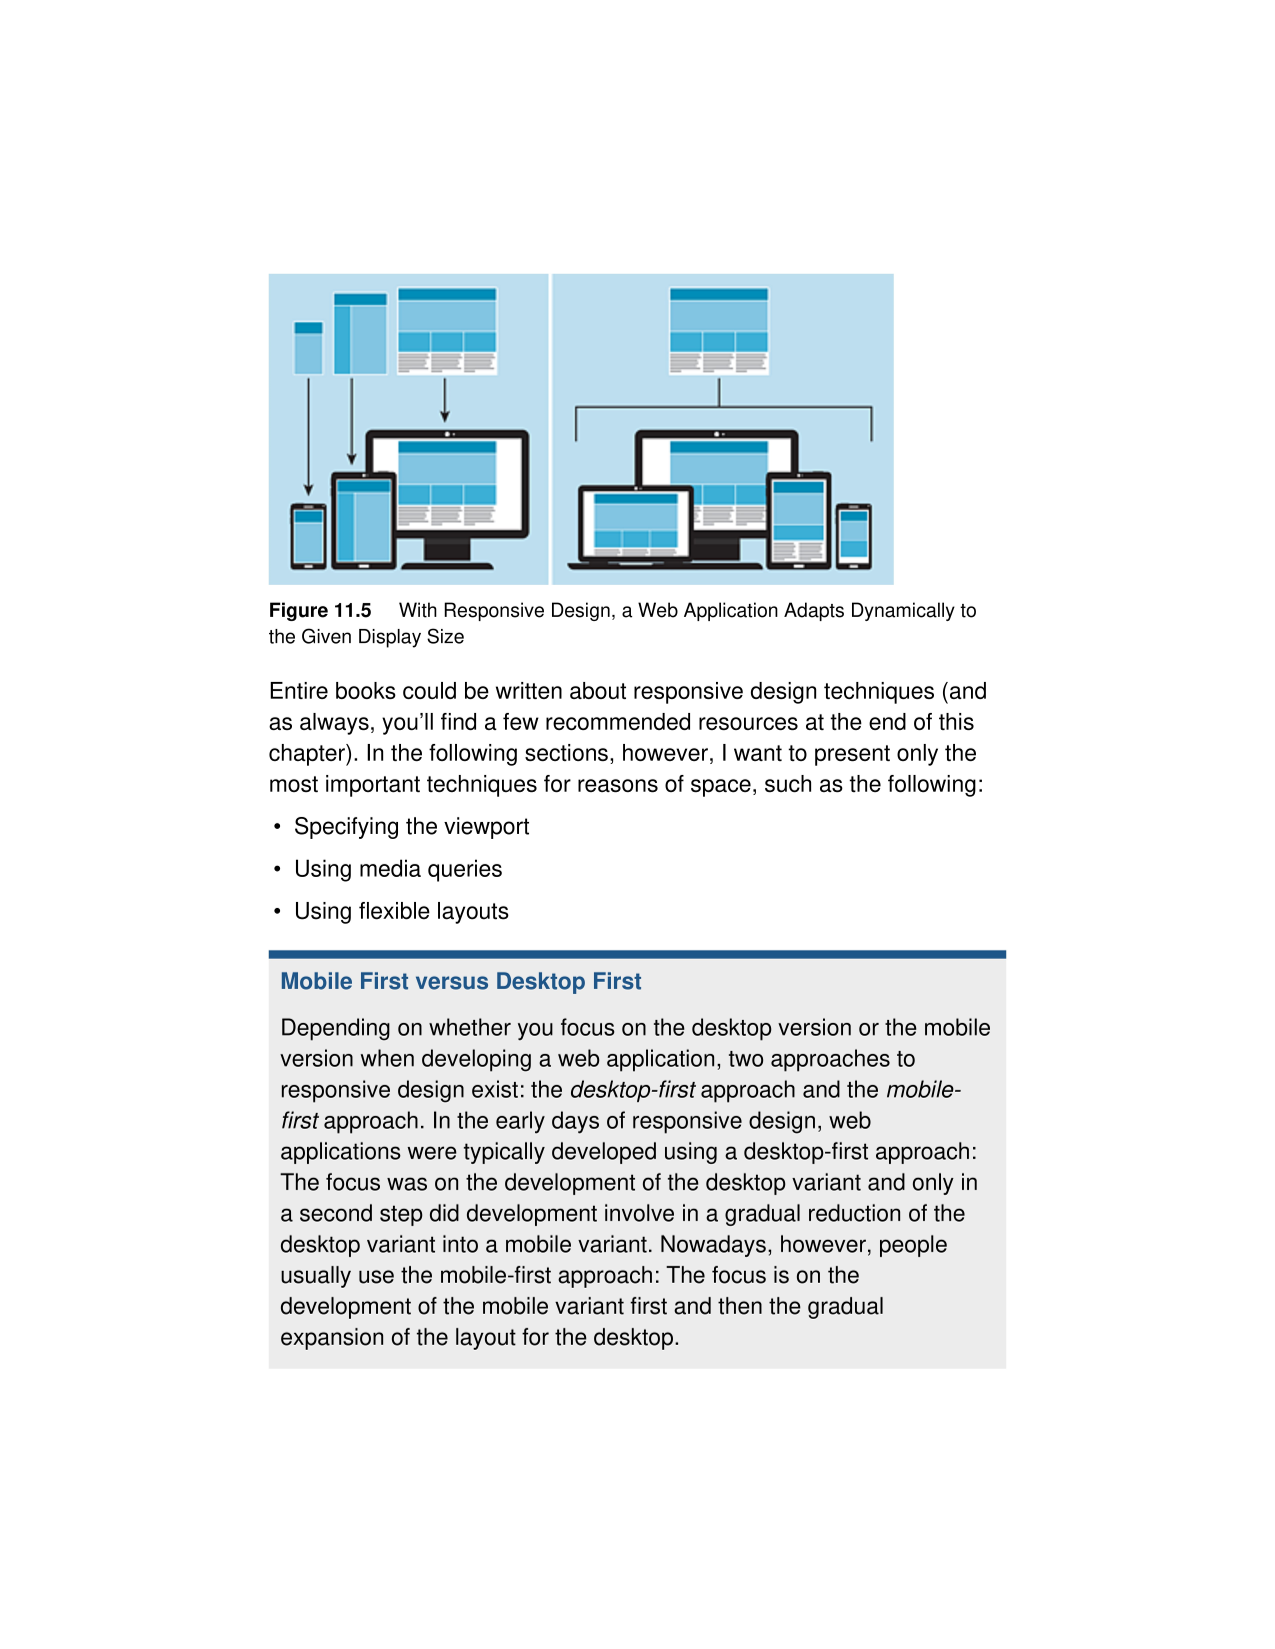 Figure 11.5 With Responsive Design, a Web Application Adapts Dynamically to
the Given Display Size
Entire books could be written about responsive design techniques (and
as always, you’ll find a few recommended resources at the end of this
chapter). In the following sections, however, I want to present only the
most important techniques for reasons of space, such as the following:
• Specifying the viewport
• Using media queries
• Using flexible layouts
Mobile First versus Desktop First
Depending on whether you focus on the desktop version or the mobile
version when developing a web application, two approaches to
responsive design exist: the desktop-first approach and the mobile-
first approach. In the early days of responsive design, web
applications were typically developed using a desktop-first approach:
The focus was on the development of the desktop variant and only in
a second step did development involve in a gradual reduction of the
desktop variant into a mobile variant. Nowadays, however, people
usually use the mobile-first approach: The focus is on the
development of the mobile variant first and then the gradual
expansion of the layout for the desktop.